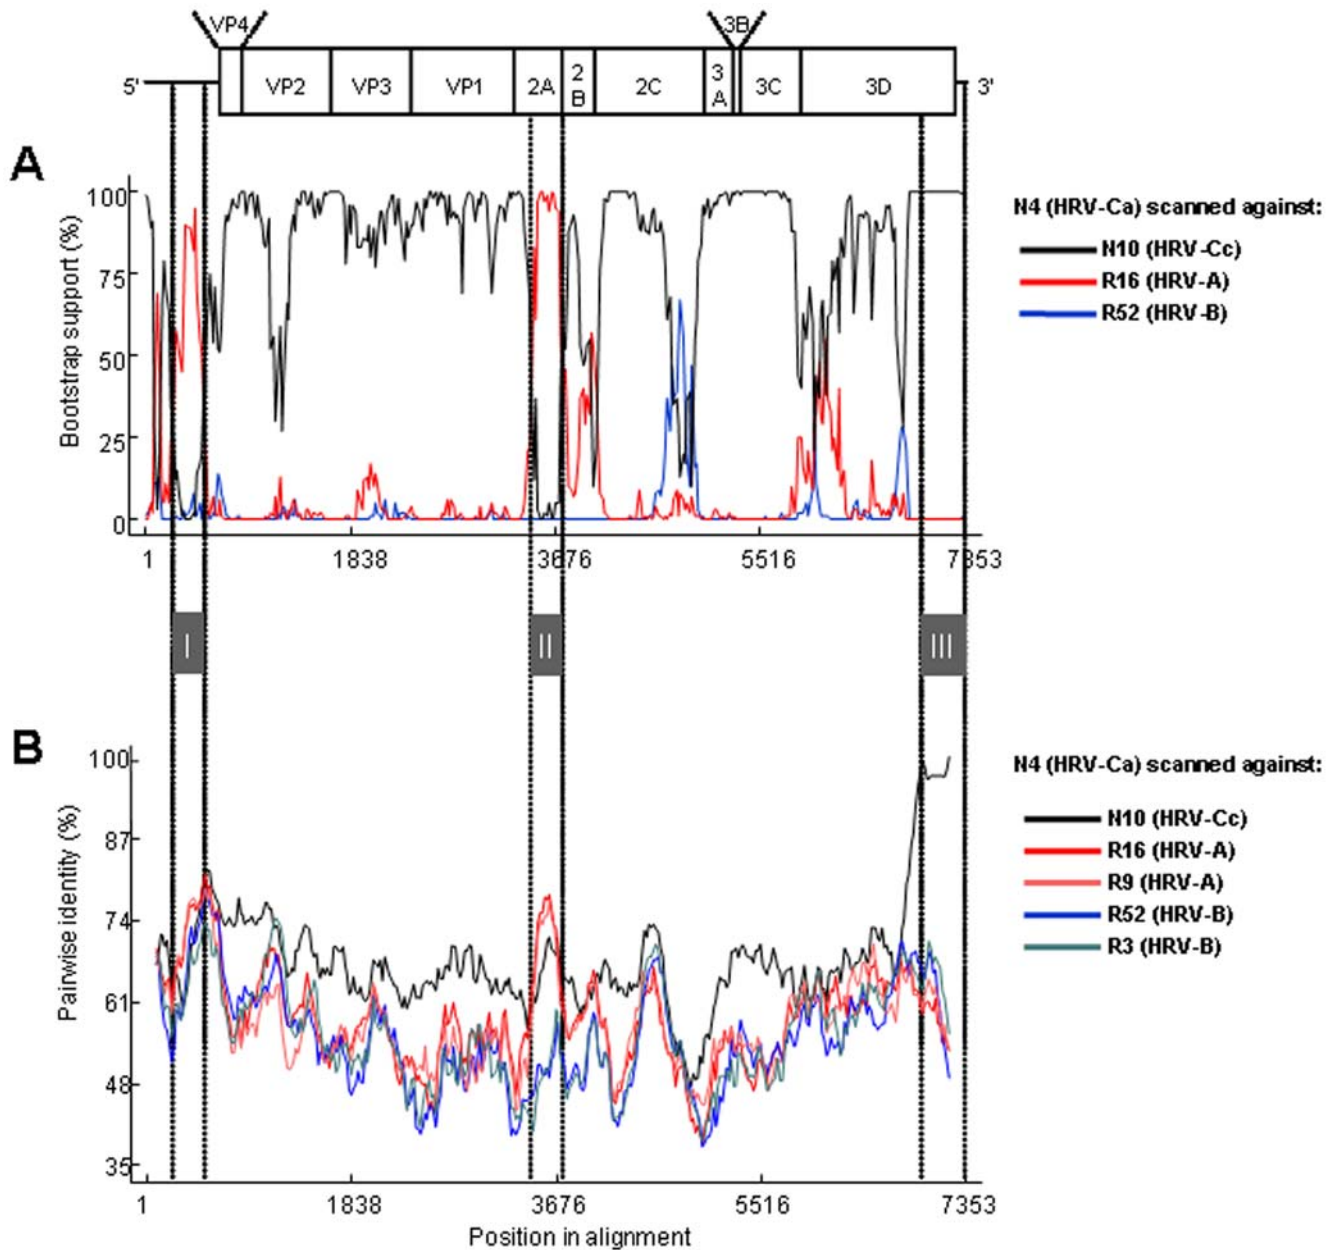 VP4
3B
5'
VP2
VP3
VP1
2A
2
B
2C
3
A
3C
3D
3'
A
Bootstrap support (%)
100
75
50
25
0
1
1838
3676
5516
7353
N4 (HRV-Ca) scanned against:
N10 (HRV-Cc)
R16 (HRV-A)
R52 (HRV-B)
I
II
III
B
Pairwise identity (%)
100
87
74
61
48
35
1
1838
3676
5516
7353
Position in alignment
N4 (HRV-Ca) scanned against:
N10 (HRV-Cc)
R16 (HRV-A)
R9 (HRV-A)
R52 (HRV-B)
R3 (HRV-B)